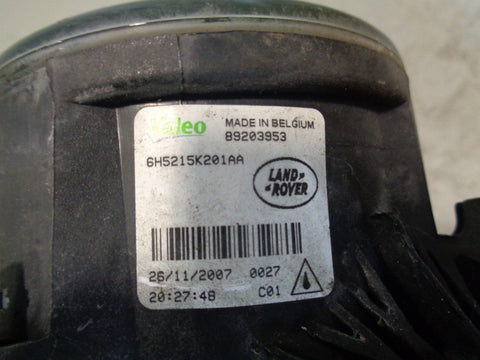 Valeo
MADE IN BELGIUM
89203953
6H5215K201AA
LAND
ROVER
26/11/2007 0027
20:27:48 C01